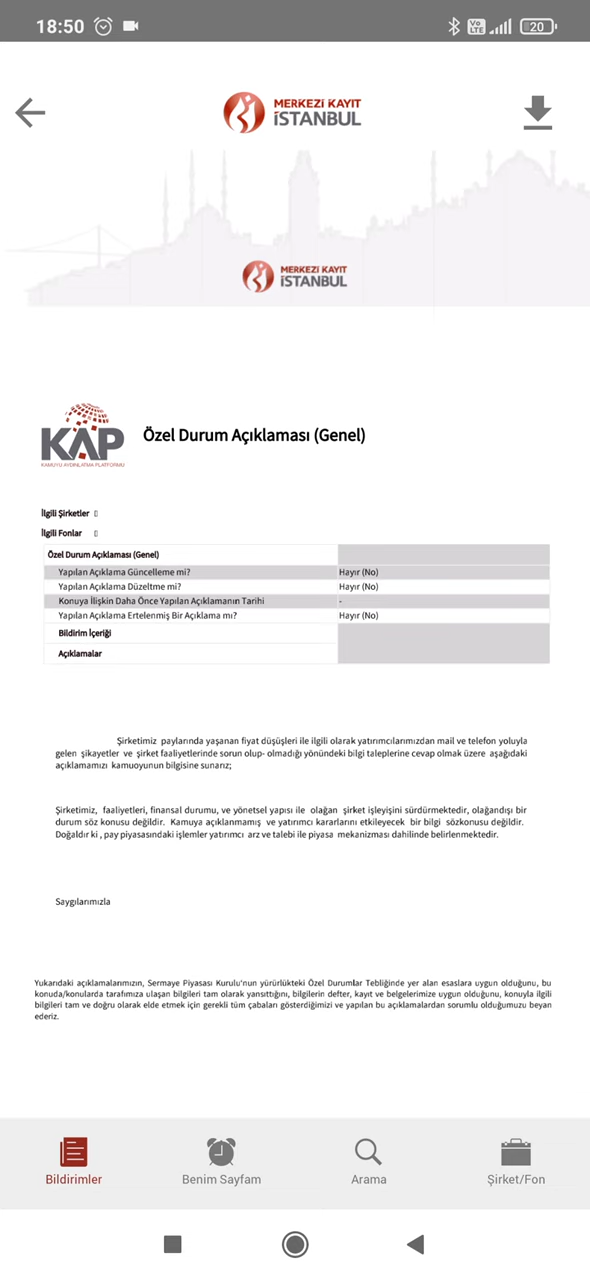 18:50
Vo LTE
20
MERKEZİ KAYIT
İSTANBUL
MERKEZİ KAYIT
İSTANBUL
KAP
KAMUYU AYDINLATMA PLATFORMU
Özel Durum Açıklaması (Genel)
İlgili Şirketler []
İlgili Fonlar []
Özel Durum Açıklaması (Genel)
Yapılan Açıklama Güncelleme mi? Hayır (No)
Yapılan Açıklama Düzeltme mi? Hayır (No)
Konuya İlişkin Daha Önce Yapılan Açıklamanın Tarihi -
Yapılan Açıklama Ertelenmiş Bir Açıklama mı? Hayır (No)
Bildirim İçeriği
Açıklamalar
Şirketimiz paylarında yaşanan fiyat düşüşleri ile ilgili olarak yatırımcılarımızdan mail ve telefon yoluyla
gelen şikayetler ve şirket faaliyetlerinde sorun olup- olmadığı yönündeki bilgi taleplerine cevap olmak üzere aşağıdaki
açıklamamızı kamuoyunun bilgisine sunarız;
Şirketimiz, faaliyetleri, finansal durumu, ve yönetsel yapısı ile olağan şirket işleyişini sürdürmektedir, olağandışı bir
durum söz konusu değildir. Kamuya açıklanmamış ve yatırımcı kararlarını etkileyecek bir bilgi sözkonusu değildir.
Doğaldır ki , pay piyasasındaki işlemler yatırımcı arz ve talebi ile piyasa mekanizması dahilinde belirlenmektedir.
Saygılarımızla
Yukarıdaki açıklamalarımızın, Sermaye Piyasası Kurulu'nun yürürlükteki Özel Durumlar Tebliğinde yer alan esaslara uygun olduğunu, bu
konuda/konularda tarafımıza ulaşan bilgileri tam olarak yansıttığını, bilgilerin defter, kayıt ve belgelerimize uygun olduğunu, konuyla ilgili
bilgileri tam ve doğru olarak elde etmek için gerekli tüm çabaları gösterdiğimizi ve yapılan bu açıklamalardan sorumlu olduğumuzu beyan
ederiz.
Bildirimler
Benim Sayfam
Arama
Şirket/Fon